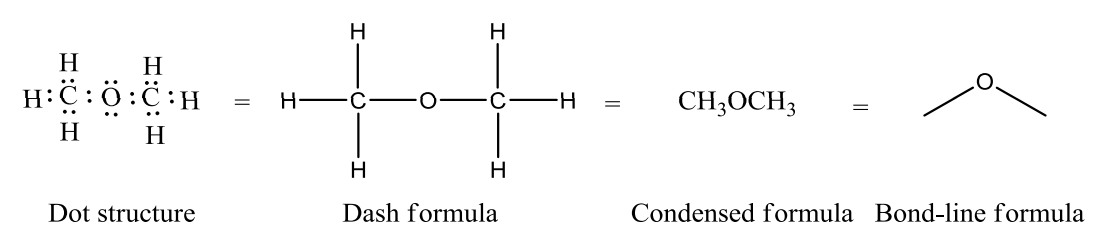 H H H H
H:C:O:C:H = H—C—O—C—H = CH₃OCH₃ = O
H H H H
Dot structure Dash formula Condensed formula Bond-line formula